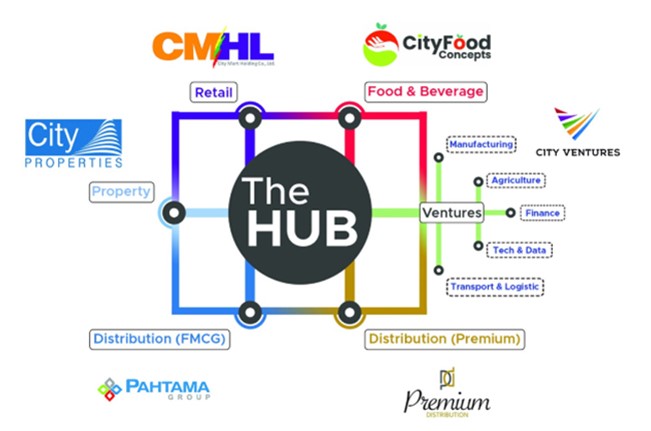 CMHL
City Mart Holding Co., Ltd.
CityFood
Concepts
Retail
Food & Beverage
City
PROPERTIES
CITY VENTURES
Manufacturing
Property
The
HUB
Agriculture
Ventures
Finance
Tech & Data
Transport & Logistic
Distribution (FMCG)
Distribution (Premium)
PAHTAMA
GROUP
pd
Premium
DISTRIBUTION